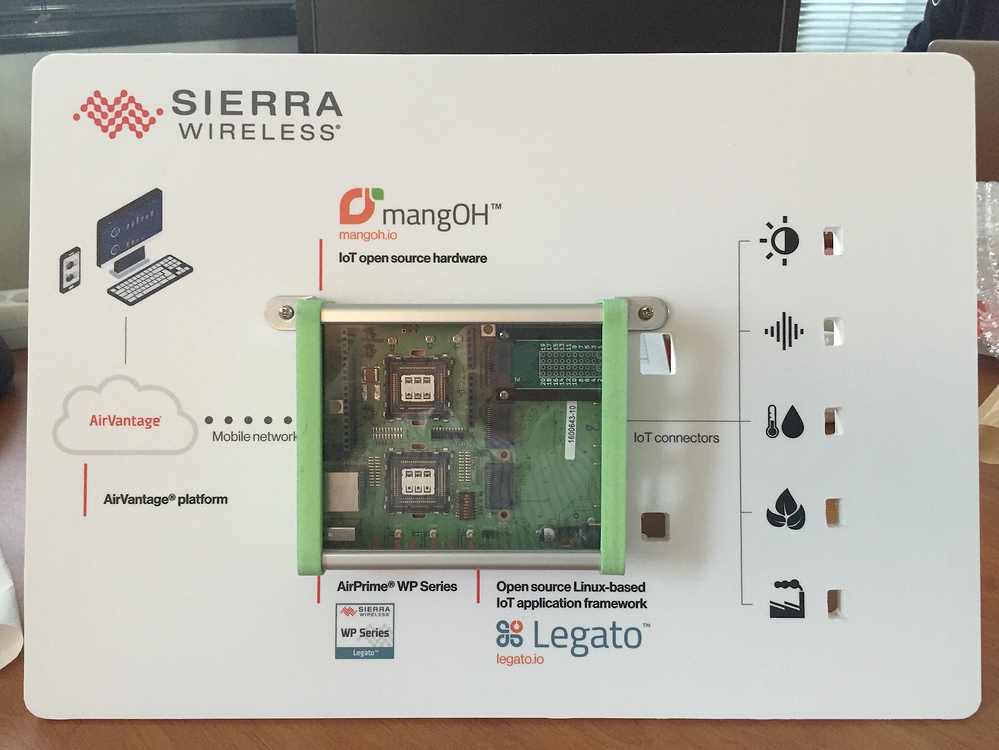 SIERRA
WIRELESS®
mangOH™
mangoh.io
IoT open source hardware
AirVantage®
Mobile network
IoT connectors
1600643-10
AirVantage® platform
AirPrime® WP Series
Open source Linux-based
IoT application framework
SIERRA
WIRELESS
WP Series
Legato™
Legato™
legato.io